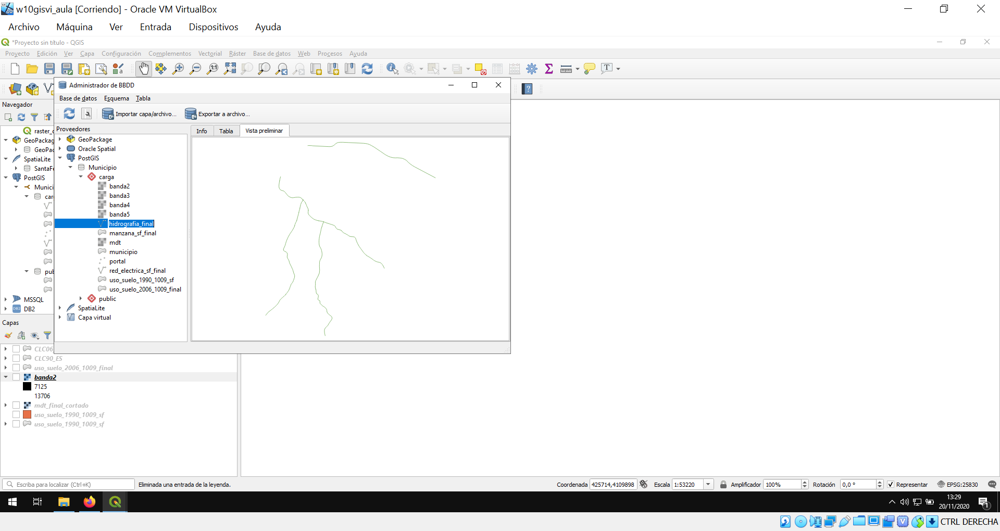 w10gisvi_aula [Corriendo] - Oracle VM VirtualBox
Archivo Máquina Ver Entrada Dispositivos Ayuda
*Proyecto sin título - QGIS
Proyecto Edición Ver Capa Configuración Complementos Vectorial Ráster Base de datos Web Procesos Ayuda
Administrador de BBDD
Base de datos Esquema Tabla
Importar capa/archivo... Exportar a archivo...
Navegador
raster_c
GeoPackag
GeoPac
SpatiaLite
SantaFe
PostGIS
Munici
car
pub
MSSQL
DB2
Proveedores
GeoPackage
Oracle Spatial
PostGIS
Municipio
carga
banda2
banda3
banda4
banda5
hidrografia_final
manzana_sf_final
mdt
municipio
portal
red_electrica_sf_final
uso_suelo_1990_1009_sf
uso_suelo_2006_1009_final
public
SpatiaLite
Capa virtual
Info Tabla Vista preliminar
Capas
CLC06_
CLC90_ES
uso_suelo_2006_1009_final
banda2
7125
13706
mdt_final_cortado
uso_suelo_1990_1009_sf
uso_suelo_1990_1009_sf
Escriba para localizar (Ctrl+K) Eliminada una entrada de la leyenda. Coordenada 425714,4109898 Escala 1:53220 Amplificador 100% Rotación 0,0 ° Representar EPSG:25830
13:29
20/11/2020
1
CTRL DERECHA